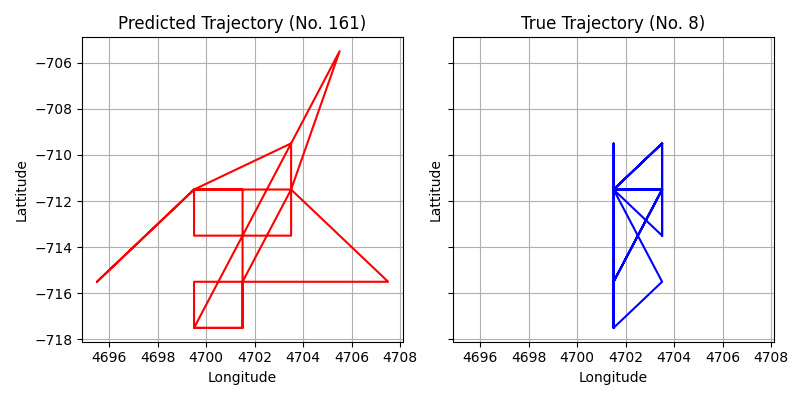 Predicted Trajectory (No. 161)
True Trajectory (No. 8)
−706
−708
−710
−712
−714
−716
−718
Lattitude
Lattitude
4696 4698 4700 4702 4704 4706 4708
4696 4698 4700 4702 4704 4706 4708
Longitude
Longitude